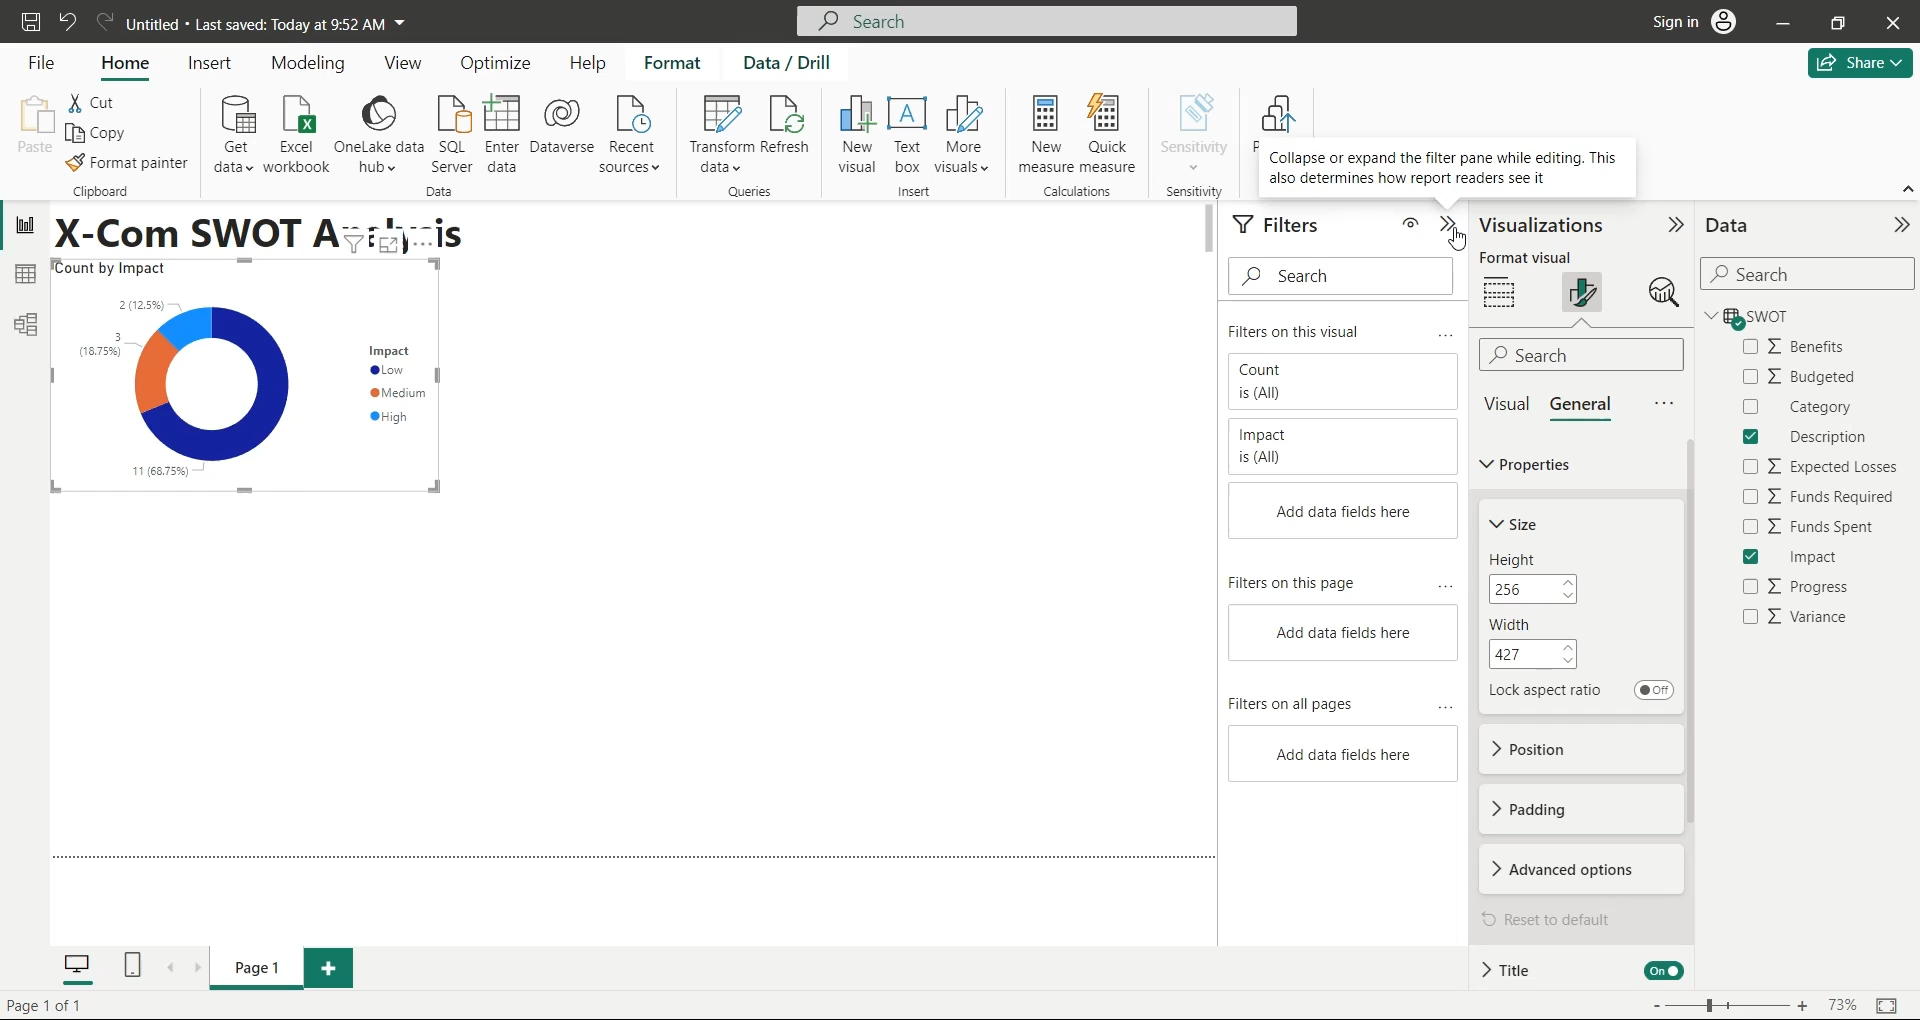 Untitled • Last saved: Today at 9:52 AM
Search
Sign in
File
Home
Insert
Modeling
View
Optimize
Help
Format
Data / Drill
Share
Paste
Cut
Copy
Format painter
Clipboard
Get
data
Excel
workbook
OneLake data
hub
SQL
Server
Enter
data
Dataverse
Recent
sources
Data
Transform
data
Refresh
Queries
New
visual
Text
box
More
visuals
Insert
New
measure
Quick
measure
Calculations
Sensitivity
Sensitivity
Collapse or expand the filter pane while editing. This
also determines how report readers see it
X-Com SWOT Analysis
Count by Impact
2 (12.5%)
3
(18.75%)
11 (68.75%)
Impact
Low
Medium
High
Filters
Search
Filters on this visual
Count
is (All)
Impact
is (All)
Add data fields here
Filters on this page
Add data fields here
Filters on all pages
Add data fields here
Visualizations
Format visual
Search
Visual
General
Properties
Size
Height
256
Width
427
Lock aspect ratio
Off
Position
Padding
Advanced options
Reset to default
Title
On
Data
Search
SWOT
Benefits
Budgeted
Category
Description
Expected Losses
Funds Required
Funds Spent
Impact
Progress
Variance
Page 1
Page 1 of 1
73%